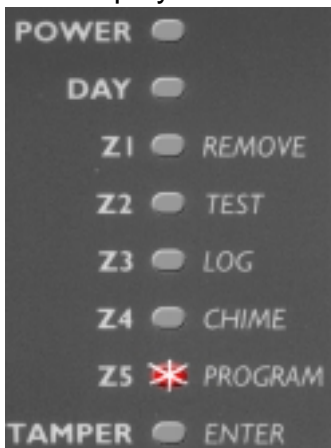 POWER
DAY
Z1 REMOVE
Z2 TEST
Z3 LOG
Z4 CHIME
Z5 PROGRAM
TAMPER ENTER